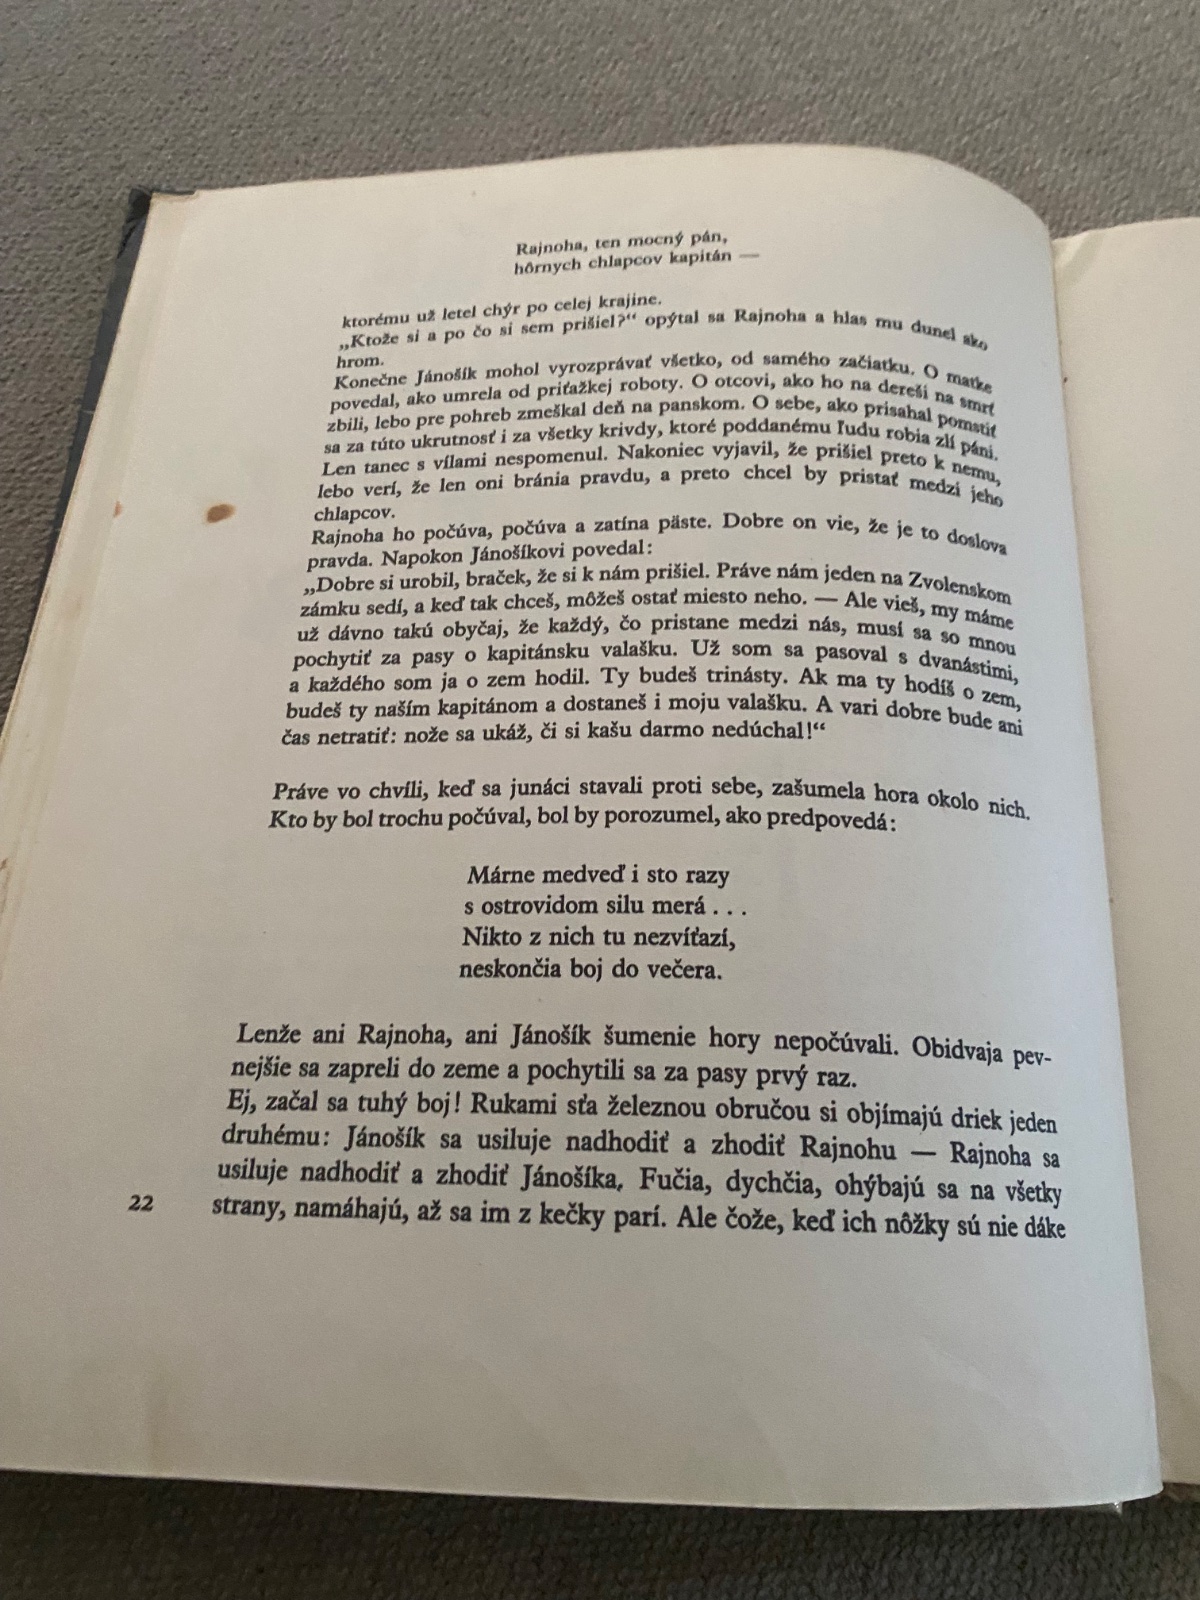 Rajnoha, ten mocný pán,
hôrnych chlapcov kapitán —
ktorému už letel chýr po celej krajine.
„Ktože si a po čo si sem prišiel?“ opýtal sa Rajnoha a hlas mu dunel ako
hrom.
Konečne Jánošík mohol vyrozprávať všetko, od samého začiatku. O matke
povedal, ako umrela od priťažkej roboty. O otcovi, ako ho na dereši na smrť
zbili, lebo pre pohreb zmeškal deň na panskom. O sebe, ako prisahal pomstiť
sa za túto ukrutnosť i za všetky krivdy, ktoré poddanému ľudu robia zlí páni.
Len tanec s vílami nespomenul. Nakoniec vyjavil, že prišiel preto k nemu,
lebo verí, že len oni bránia pravdu, a preto chcel by pristať medzi jeho
chlapcov.
Rajnoha ho počúva, počúva a zatína päste. Dobre on vie, že je to doslova
pravda. Napokon Jánošíkovi povedal:
„Dobre si urobil, braček, že si k nám prišiel. Práve nám jeden na Zvolenskom
zámku sedí, a keď tak chceš, môžeš ostať miesto neho. — Ale vieš, my máme
už dávno takú obyčaj, že každý, čo pristane medzi nás, musí sa so mnou
pochytiť za pasy o kapitánsku valašku. Už som sa pasoval s dvanástimi,
a každého som ja o zem hodil. Ty budeš trinásty. Ak ma ty hodíš o zem,
budeš ty naším kapitánom a dostaneš i moju valašku. A vari dobre bude ani
čas netratiť: nože sa ukáž, či si kašu darmo nedúchal!“
Práve vo chvíli, keď sa junáci stavali proti sebe, zašumela hora okolo nich.
Kto by bol trochu počúval, bol by porozumel, ako predpovedá:
Márne medveď i sto razy
s ostrovidom silu merá . . .
Nikto z nich tu nezvíťazí,
neskončia boj do večera.
Lenže ani Rajnoha, ani Jánošík šumenie hory nepočúvali. Obidvaja pev-
nejšie sa zapreli do zeme a pochytili sa za pasy prvý raz.
Ej, začal sa tuhý boj! Rukami sťa železnou obručou si objímajú driek jeden
druhému: Jánošík sa usiluje nadhodiť a zhodiť Rajnohu — Rajnoha sa
usiluje nadhodiť a zhodiť Jánošíka. Fučia, dychčia, ohýbajú sa na všetky
strany, namáhajú, až sa im z kečky parí. Ale čože, keď ich nôžky sú nie dáke
22